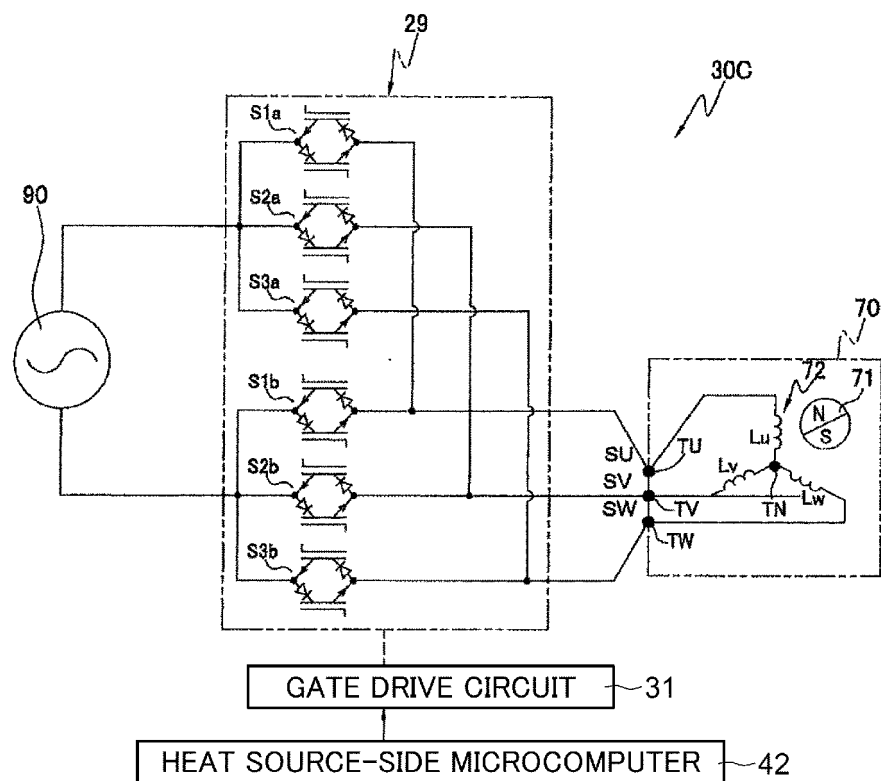 29
30C
S1a
90
S2a
S3a
70
S1b
72
71
N
S
Lu
SU
TU
S2b
SV
Lv
SW
TV
TN
Lw
S3b
TW
GATE DRIVE CIRCUIT
31
HEAT SOURCE-SIDE MICROCOMPUTER
42